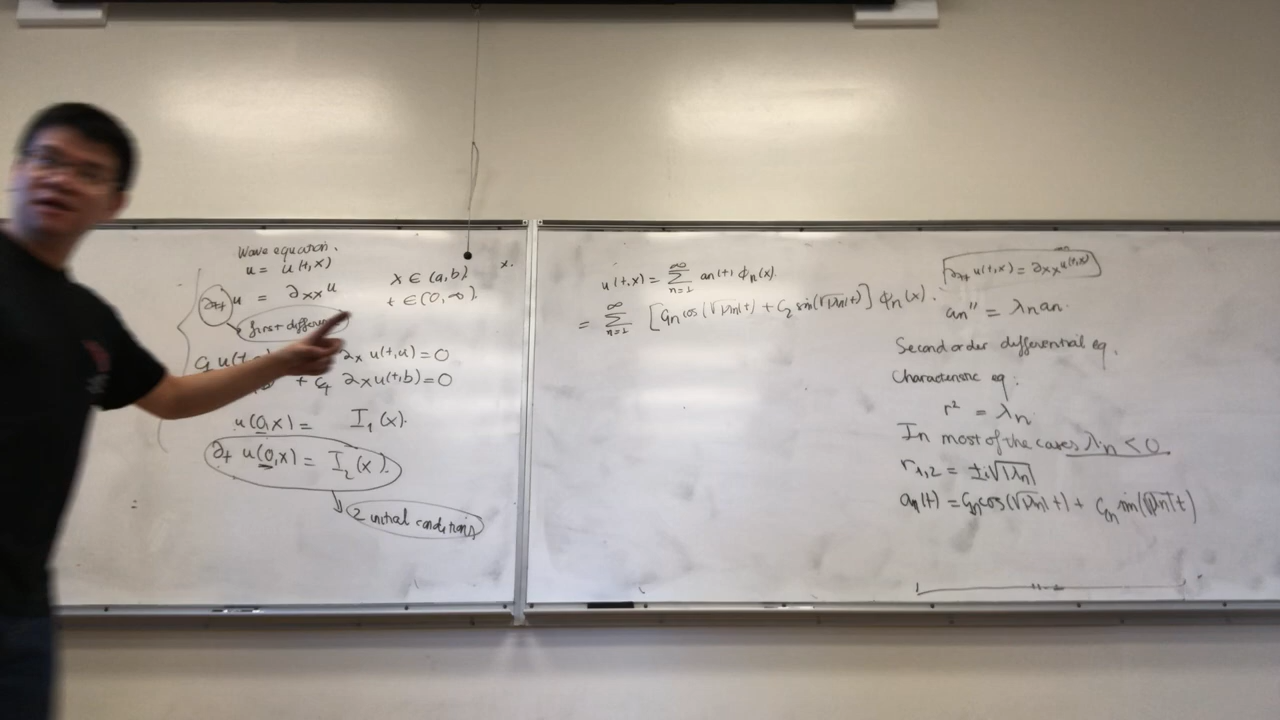 Wave equation.
u = u(t,x)
∂tt u = ∂xx u
x ∈ (a,b)
t ∈ (0,∞)
x.
first difference
C1 u(t,a) ∂x u(t,a) = 0
+ C4 ∂x u(t,b) = 0
u(0,x) = I1(x).
∂t u(0,x) = I2(x).
2 initial conditions
=
u(t,x) = ∑ n=1 ∞ an(t) ϕn(x).
= ∑ n=1 ∞ [C1n cos(√|λn| t) + C2 sin(√|λn| t)] ϕn(x).
∂tt u(t,x) = ∂xx u(t,x)
an'' = λn an.
Second order differential eq.
Characteristic eq:
r² = λn
In most of the cases λn < 0.
r1,2 = ±i√|λn|
an(t) = C1n cos(√|λn| t) + C2n sin(√|λn| t)